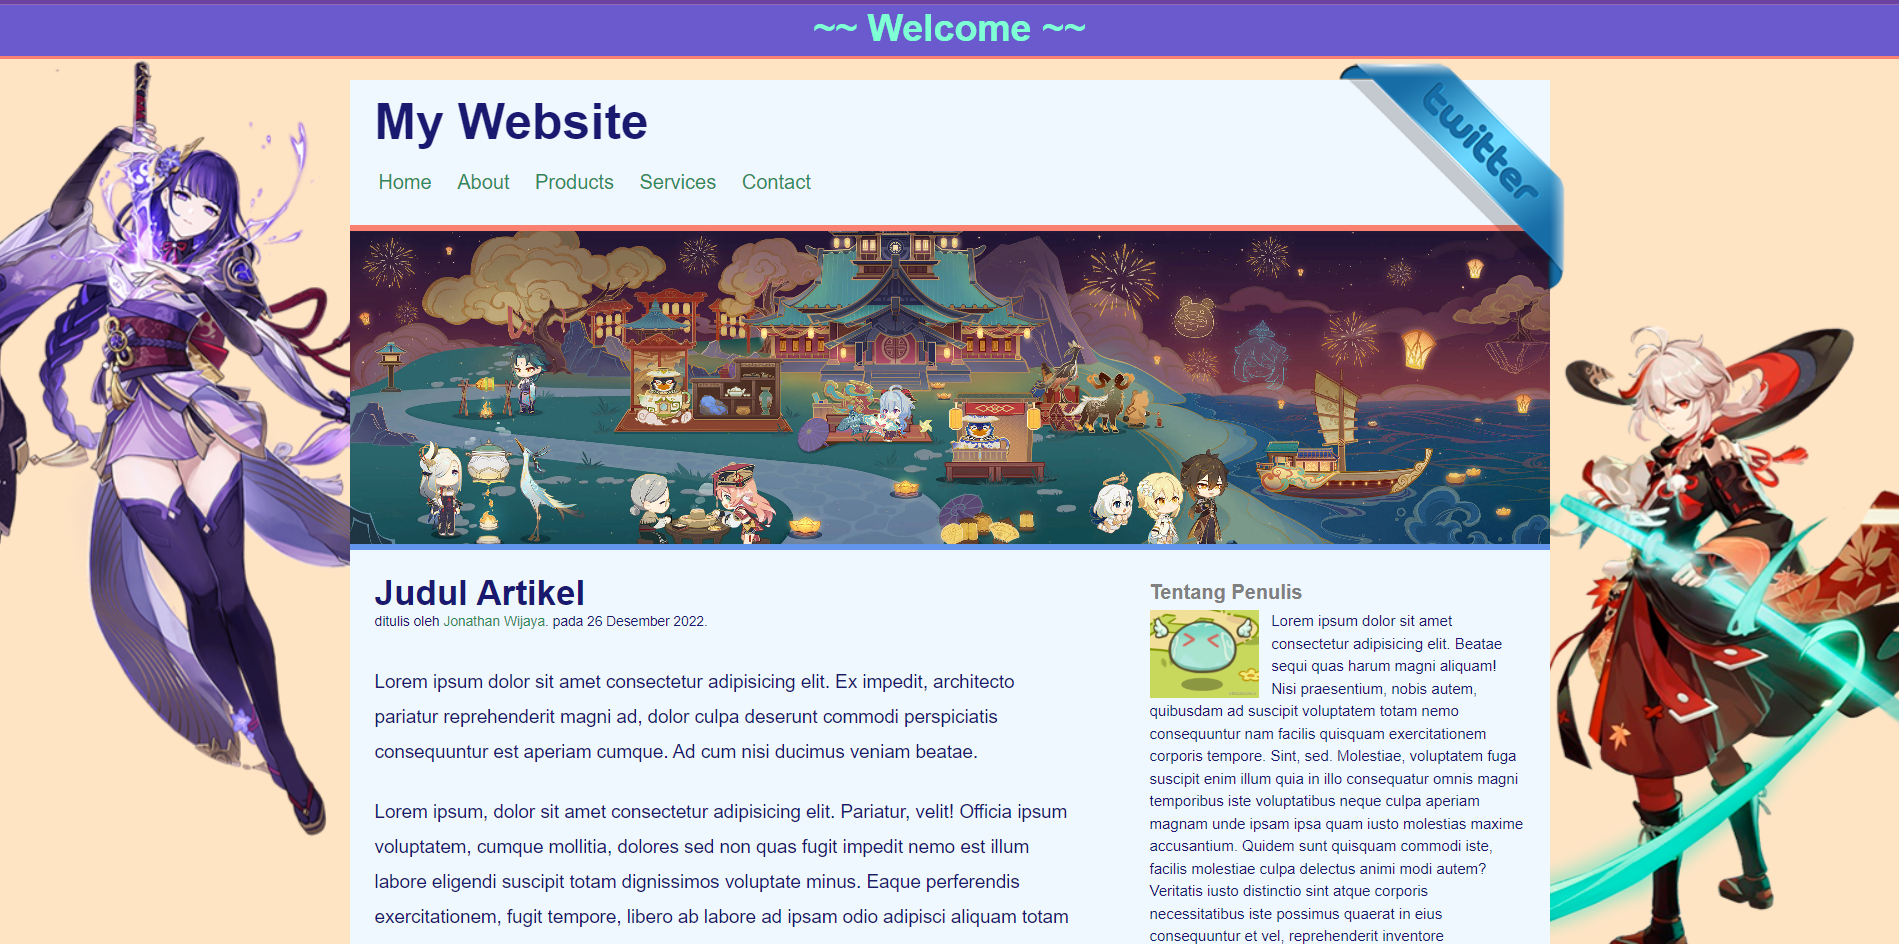 ~~ Welcome ~~
My Website
twitter
Home About Products Services Contact
Judul Artikel
ditulis oleh Jonathan Wijaya. pada 26 Desember 2022.
Lorem ipsum dolor sit amet consectetur adipisicing elit. Ex impedit, architecto
pariatur reprehenderit magni ad, dolor culpa deserunt commodi perspiciatis
consequuntur est aperiam cumque. Ad cum nisi ducimus veniam beatae.
Lorem ipsum, dolor sit amet consectetur adipisicing elit. Pariatur, velit! Officia ipsum
voluptatem, cumque mollitia, dolores sed non quas fugit impedit nemo est illum
labore eligendi suscipit totam dignissimos voluptate minus. Eaque perferendis
exercitationem, fugit tempore, libero ab labore ad ipsam odio adipisci aliquam totam
Tentang Penulis
Lorem ipsum dolor sit amet
consectetur adipisicing elit. Beatae
sequi quas harum magni aliquam!
Nisi praesentium, nobis autem,
quibusdam ad suscipit voluptatem totam nemo
consequuntur nam facilis quisquam exercitationem
corporis tempore. Sint, sed. Molestiae, voluptatem fuga
suscipit enim illum quia in illo consequatur omnis magni
temporibus iste voluptatibus neque culpa aperiam
magnam unde ipsam ipsa quam iusto molestias maxime
accusantium. Quidem sunt quisquam commodi iste,
facilis molestiae culpa delectus animi modi autem?
Veritatis iusto distinctio sint atque corporis
necessitatibus iste possimus quaerat in eius
consequuntur et vel, reprehenderit inventore